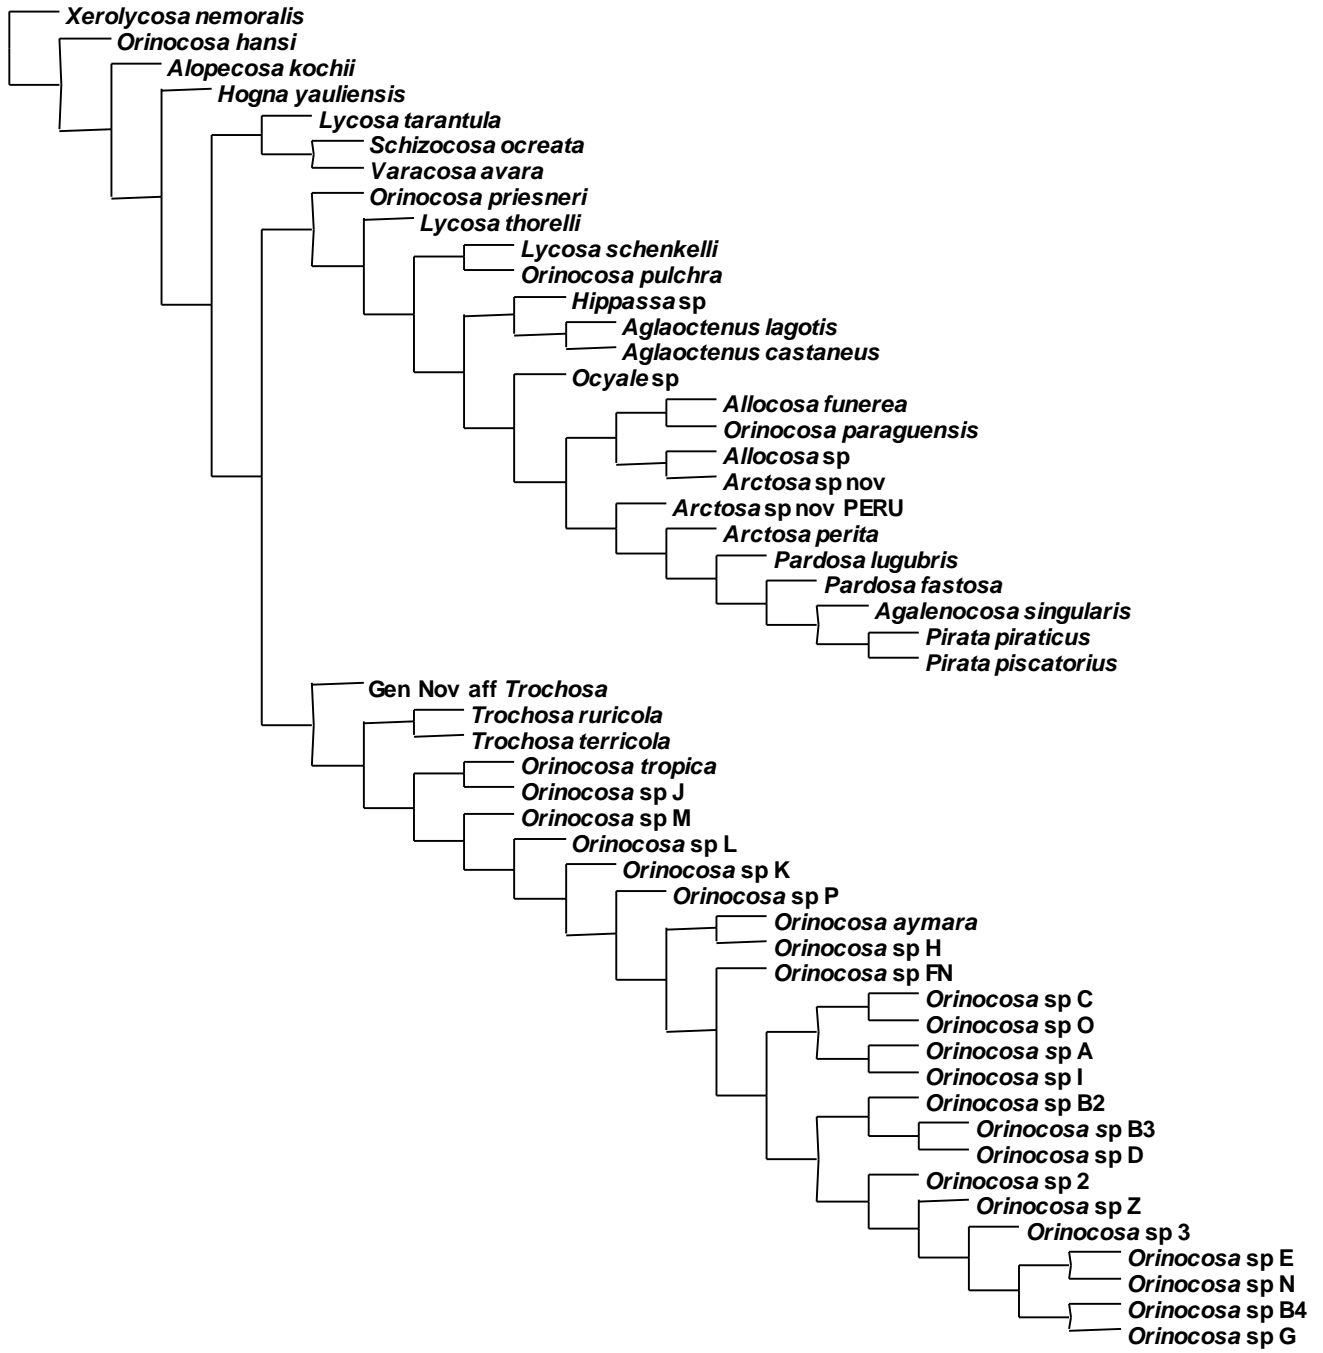 Xerolycosa nemoralis
Orinocosa hansi
Alopecosa kochii
Hogna yauliensis
Lycosa tarantula
Schizocosa ocreata
Varacosa avara
Orinocosa priesneri
Lycosa thorelli
Lycosa schenkelli
Orinocosa pulchra
Hippassa sp
Aglaoctenus lagotis
Aglaoctenus castaneus
Ocyale sp
Allocosa funerea
Orinocosa paraguensis
Allocosa sp
Arctosa sp nov
Arctosa sp nov PERU
Arctosa perita
Pardosa lugubris
Pardosa fastosa
Agalenocosa singularis
Pirata piraticus
Pirata piscatorius
Gen Nov aff Trochosa
Trochosa ruricola
Trochosa terricola
Orinocosa tropica
Orinocosa sp J
Orinocosa sp M
Orinocosa sp L
Orinocosa sp K
Orinocosa sp P
Orinocosa aymara
Orinocosa sp H
Orinocosa sp FN
Orinocosa sp C
Orinocosa sp O
Orinocosa sp A
Orinocosa sp I
Orinocosa sp B2
Orinocosa sp B3
Orinocosa sp D
Orinocosa sp 2
Orinocosa sp Z
Orinocosa sp 3
Orinocosa sp E
Orinocosa sp N
Orinocosa sp B4
Orinocosa sp G